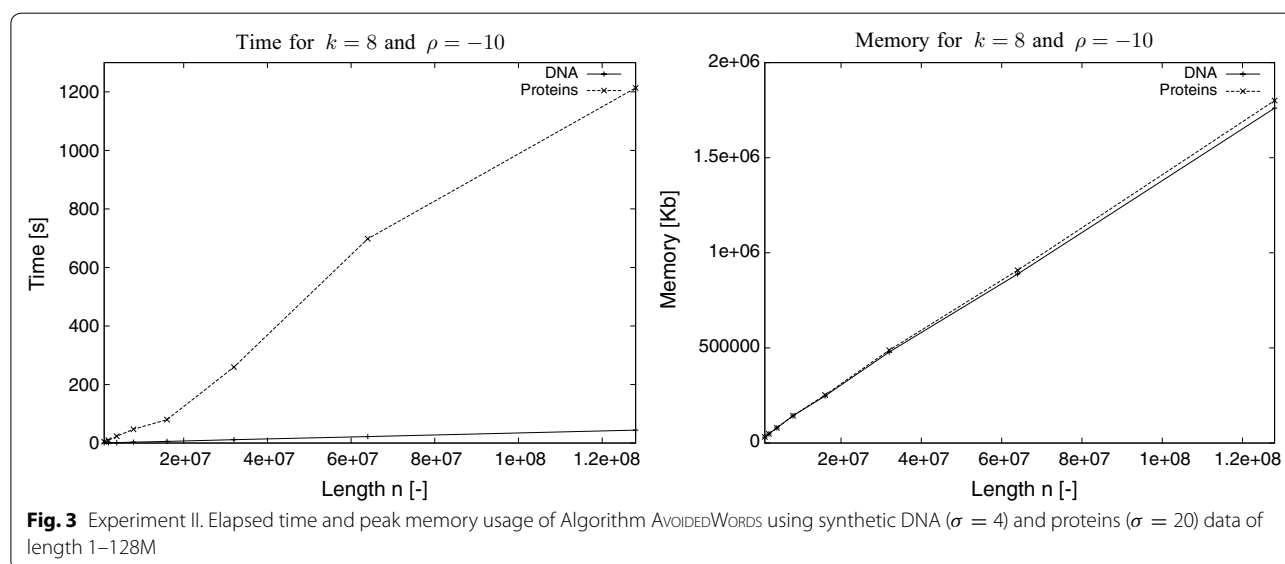 Time for k = 8 and ρ = −10
DNA
Proteins
1200
1000
800
600
400
200
0
Time [s]
2e+07
4e+07
6e+07
8e+07
1e+08
1.2e+08
Length n [-]
Memory for k = 8 and ρ = −10
DNA
Proteins
2e+06
1.5e+06
1e+06
500000
0
Memory [Kb]
2e+07
4e+07
6e+07
8e+07
1e+08
1.2e+08
Length n [-]
Fig. 3 Experiment II. Elapsed time and peak memory usage of Algorithm AVOIDEDWORDS using synthetic DNA (σ = 4) and proteins (σ = 20) data of
length 1–128M